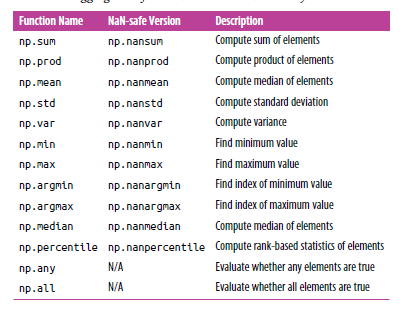 Function Name NaN-safe Version Description
np.sum np.nansum Compute sum of elements
np.prod np.nanprod Compute product of elements
np.mean np.nanmean Compute median of elements
np.std np.nanstd Compute standard deviation
np.var np.nanvar Compute variance
np.min np.nanmin Find minimum value
np.max np.nanmax Find maximum value
np.argmin np.nanargmin Find index of minimum value
np.argmax np.nanargmax Find index of maximum value
np.median np.nanmedian Compute median of elements
np.percentile np.nanpercentile Compute rank-based statistics of elements
np.any N/A Evaluate whether any elements are true
np.all N/A Evaluate whether all elements are true